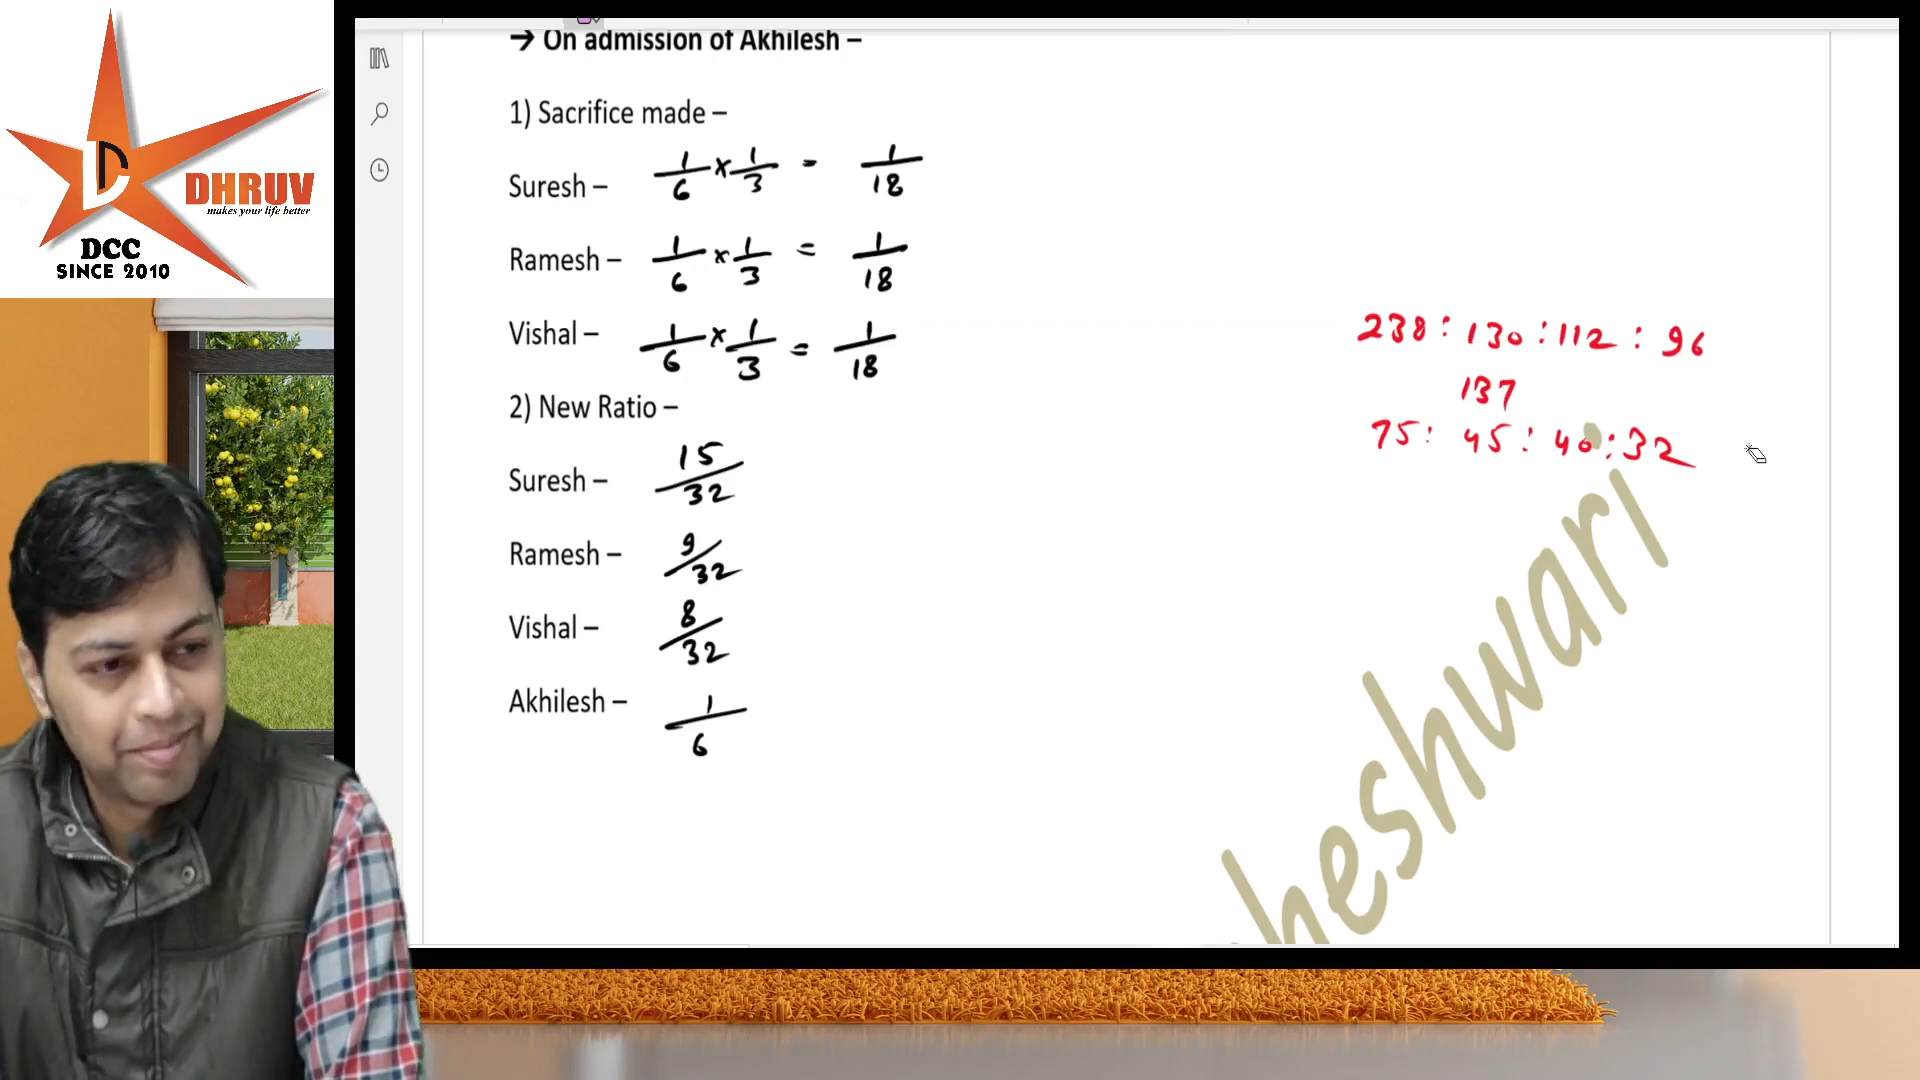 D
DHRUV
makes your life better
DCC
SINCE 2010
→ On admission of Akhilesh –
1) Sacrifice made –
Suresh – 1/6 × 1/3 = 1/18
Ramesh – 1/6 × 1/3 = 1/18
Vishal – 1/6 × 1/3 = 1/18
2) New Ratio –
Suresh – 15/32
Ramesh – 9/32
Vishal – 8/32
Akhilesh – 1/6
238 : 130 : 112 : 96
137
75 : 45 : 40 : 32
heshwari